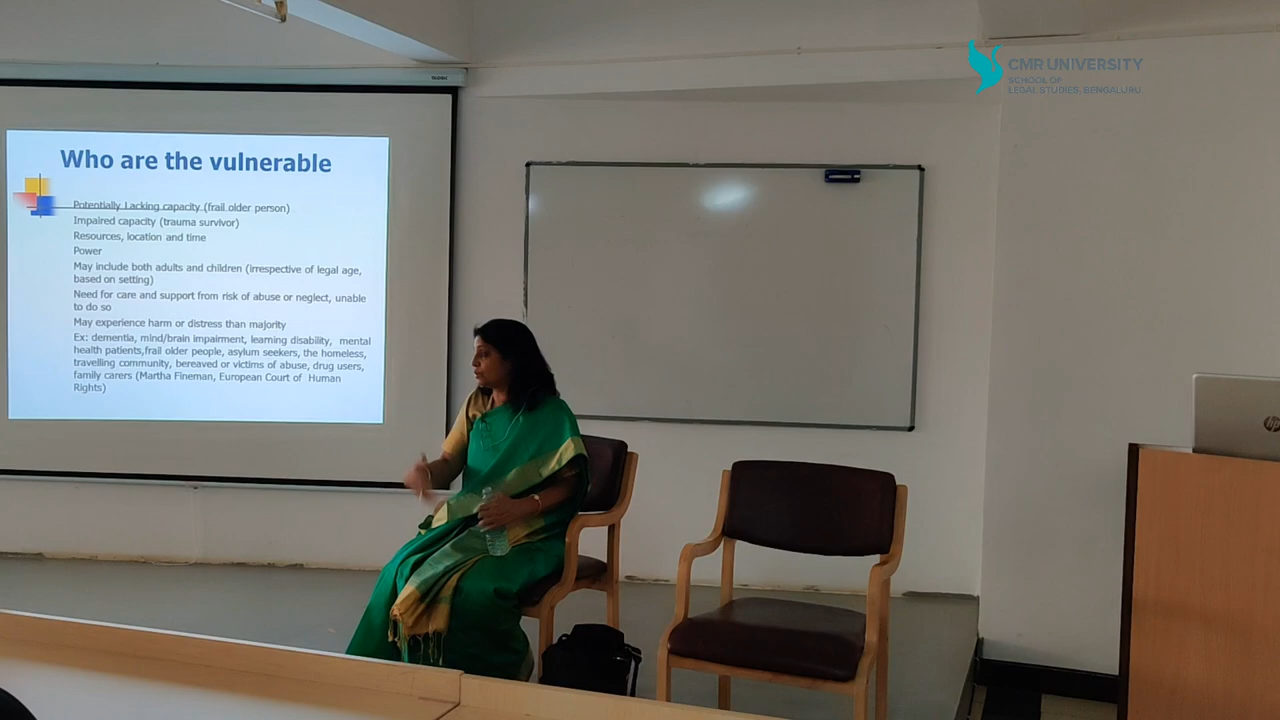 CMR UNIVERSITY
SCHOOL OF
LEGAL STUDIES, BENGALURU
Who are the vulnerable
Potentially Lacking capacity (frail older person)
Impaired capacity (trauma survivor)
Resources, location and time
Power
May include both adults and children (irrespective of legal age,
based on setting)
Need for care and support from risk of abuse or neglect, unable
to do so
May experience harm or distress than majority
Ex: dementia, mind/brain impairment, learning disability, mental
health patients,frail older people, asylum seekers, the homeless,
travelling community, bereaved or victims of abuse, drug users,
family carers (Martha Fineman, European Court of Human
Rights)
hp